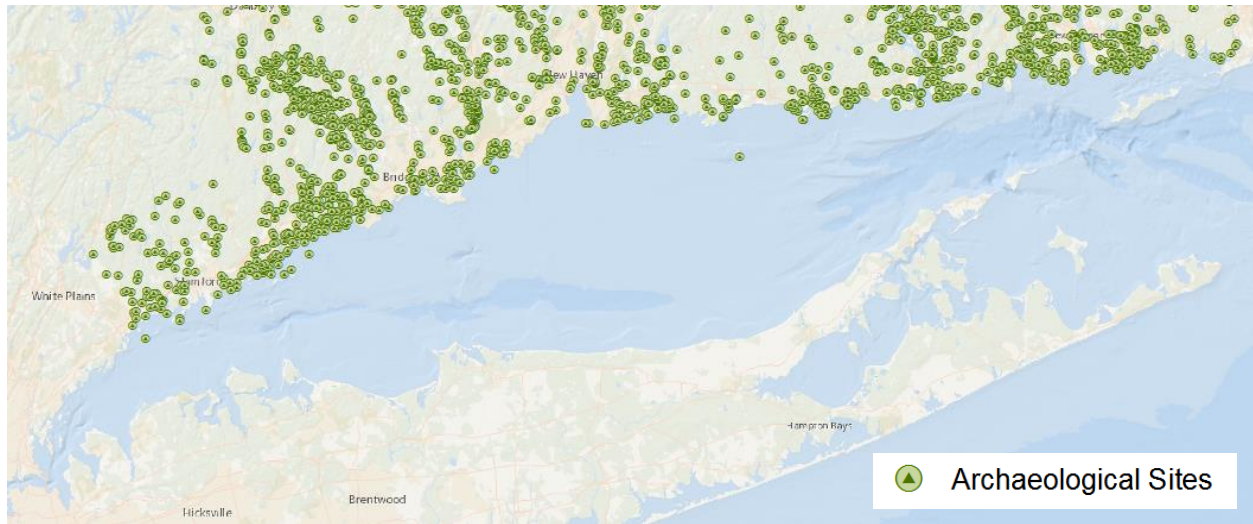 New Haven
White Plains
Hampton Bays
Brentwood
Hicksville
Archaeological Sites